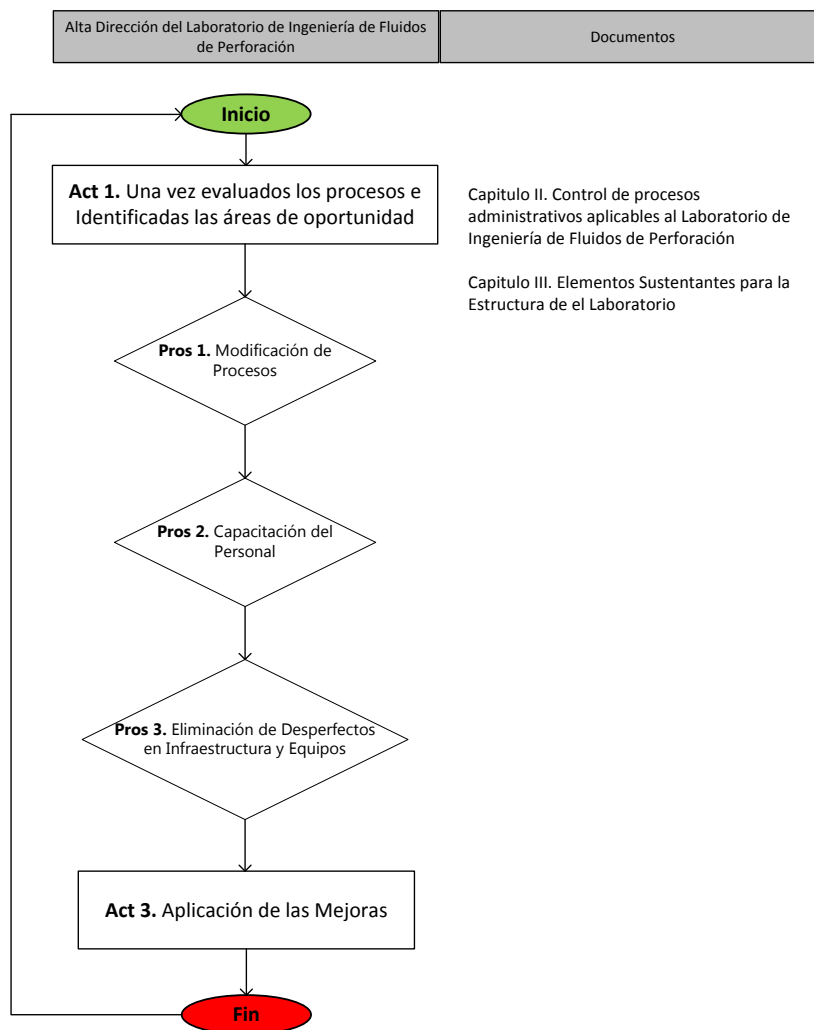 Alta Dirección del Laboratorio de Ingeniería de Fluidos
de Perforación
Documentos
Inicio
Act 1. Una vez evaluados los procesos e
Identificadas las áreas de oportunidad
Capitulo II. Control de procesos
administrativos aplicables al Laboratorio de
Ingeniería de Fluidos de Perforación
Capitulo III. Elementos Sustentantes para la
Estructura de el Laboratorio
Pros 1. Modificación de
Procesos
Pros 2. Capacitación del
Personal
Pros 3. Eliminación de Desperfectos
en Infraestructura y Equipos
Act 3. Aplicación de las Mejoras
Fin